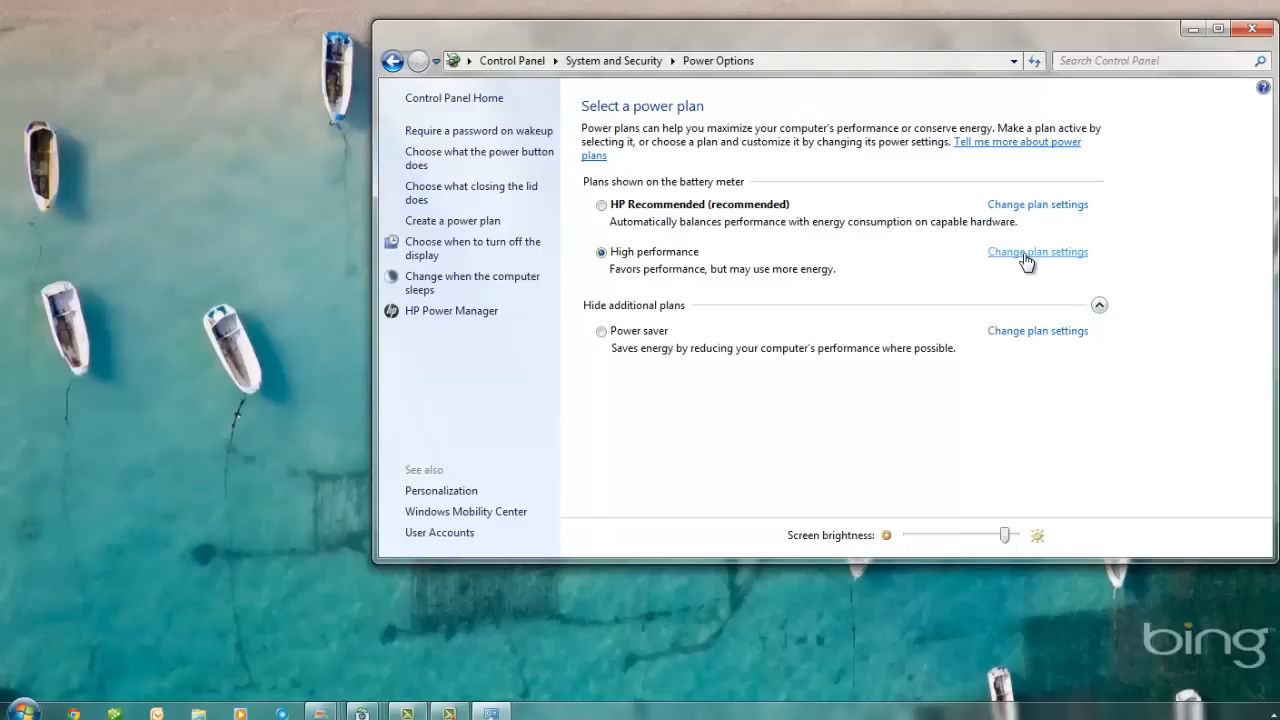 Control Panel
System and Security
Power Options
Search Control Panel
Control Panel Home
Require a password on wakeup
Choose what the power button
does
Choose what closing the lid
does
Create a power plan
Choose when to turn off the
display
Change when the computer
sleeps
HP Power Manager
See also
Personalization
Windows Mobility Center
User Accounts
Select a power plan
Power plans can help you maximize your computer's performance or conserve energy. Make a plan active by
selecting it, or choose a plan and customize it by changing its power settings. Tell me more about power
plans
Plans shown on the battery meter
HP Recommended (recommended) Change plan settings
Automatically balances performance with energy consumption on capable hardware.
High performance Change plan settings
Favors performance, but may use more energy.
Hide additional plans
Power saver Change plan settings
Saves energy by reducing your computer's performance where possible.
Screen brightness:
bing